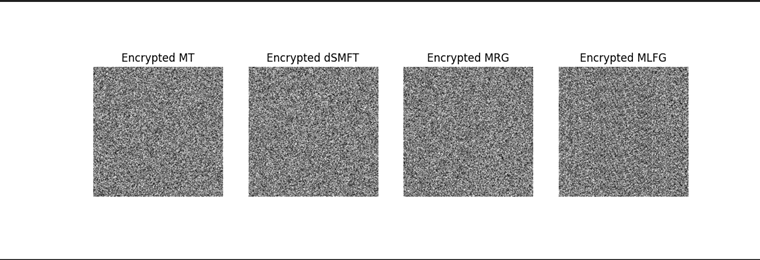 Encrypted MT
Encrypted dSMFT
Encrypted MRG
Encrypted MLFG